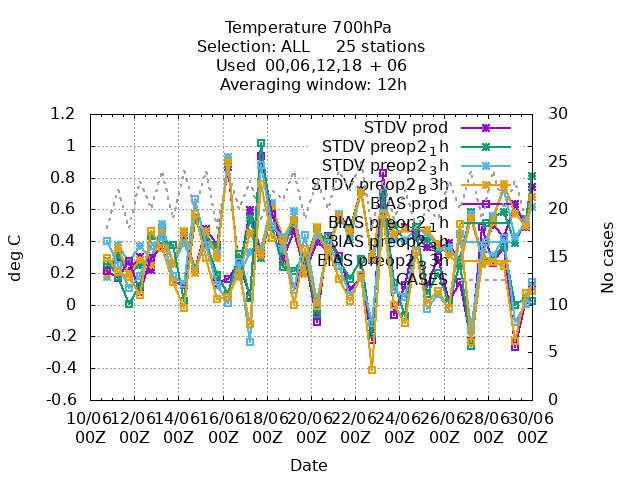 Temperature 700hPa
Selection: ALL 25 stations
Used 00,06,12,18 + 06
Averaging window: 12h
1.2
1
0.8
0.6
0.4
0.2
0
-0.2
-0.4
-0.6
deg C
30
25
20
15
10
5
0
No cases
STDV prod
STDV preop2_1h
STDV preop2_3h
STDV preop2_B3h
BIAS prod
BIAS preop2_1h
BIAS preop2_3h
BIAS preop2_B3h
CASES
10/06 12/06 14/06 16/06 18/06 20/06 22/06 24/06 26/06 28/06 30/06
00Z 00Z 00Z 00Z 00Z 00Z 00Z 00Z 00Z 00Z 00Z
Date